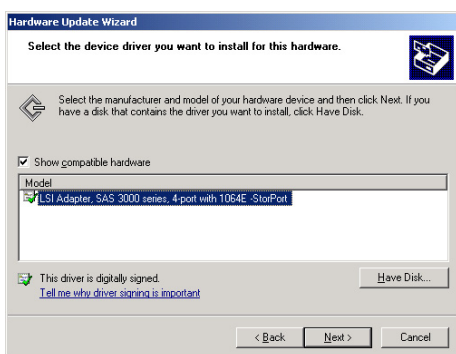 Hardware Update Wizard
Select the device driver you want to install for this hardware.
Select the manufacturer and model of your hardware device and then click Next. If you
have a disk that contains the driver you want to install, click Have Disk.
Show compatible hardware
Model
LSI Adapter, SAS 3000 series, 4-port with 1064E -StorPort
This driver is digitally signed.
Have Disk...
Tell me why driver signing is important
< Back
Next >
Cancel